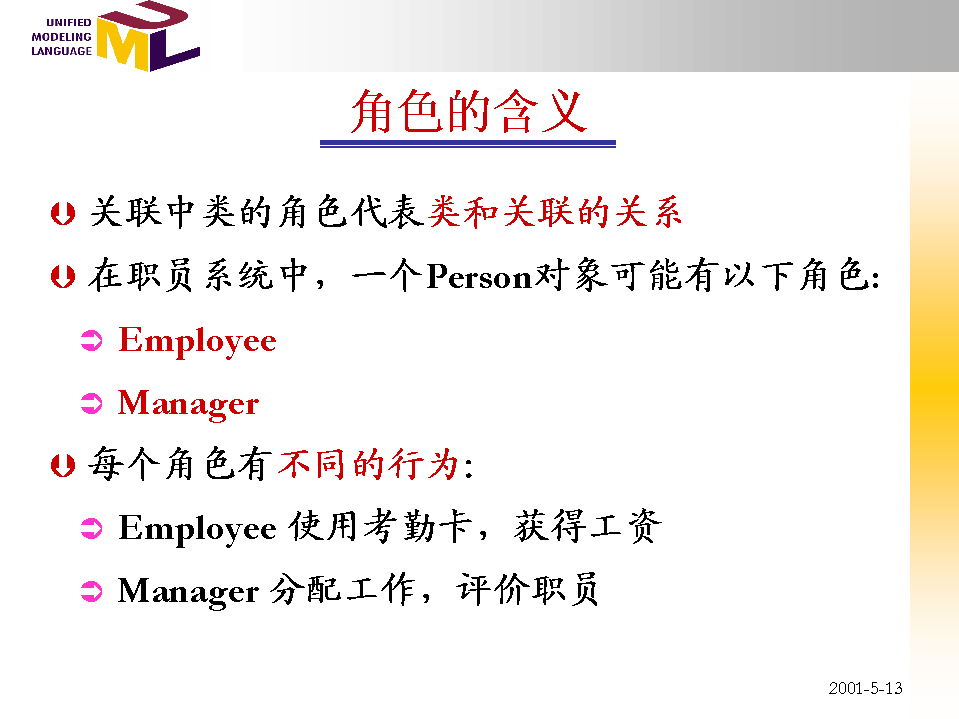 UNIFIED
MODELING
LANGUAGE
UML
角色的含义
关联中类的角色代表类和关联的关系
在职员系统中，一个Person对象可能有以下角色：
Employee
Manager
每个角色有不同的行为：
Employee 使用考勤卡，获得工资
Manager 分配工作，评价职员
2001-5-13